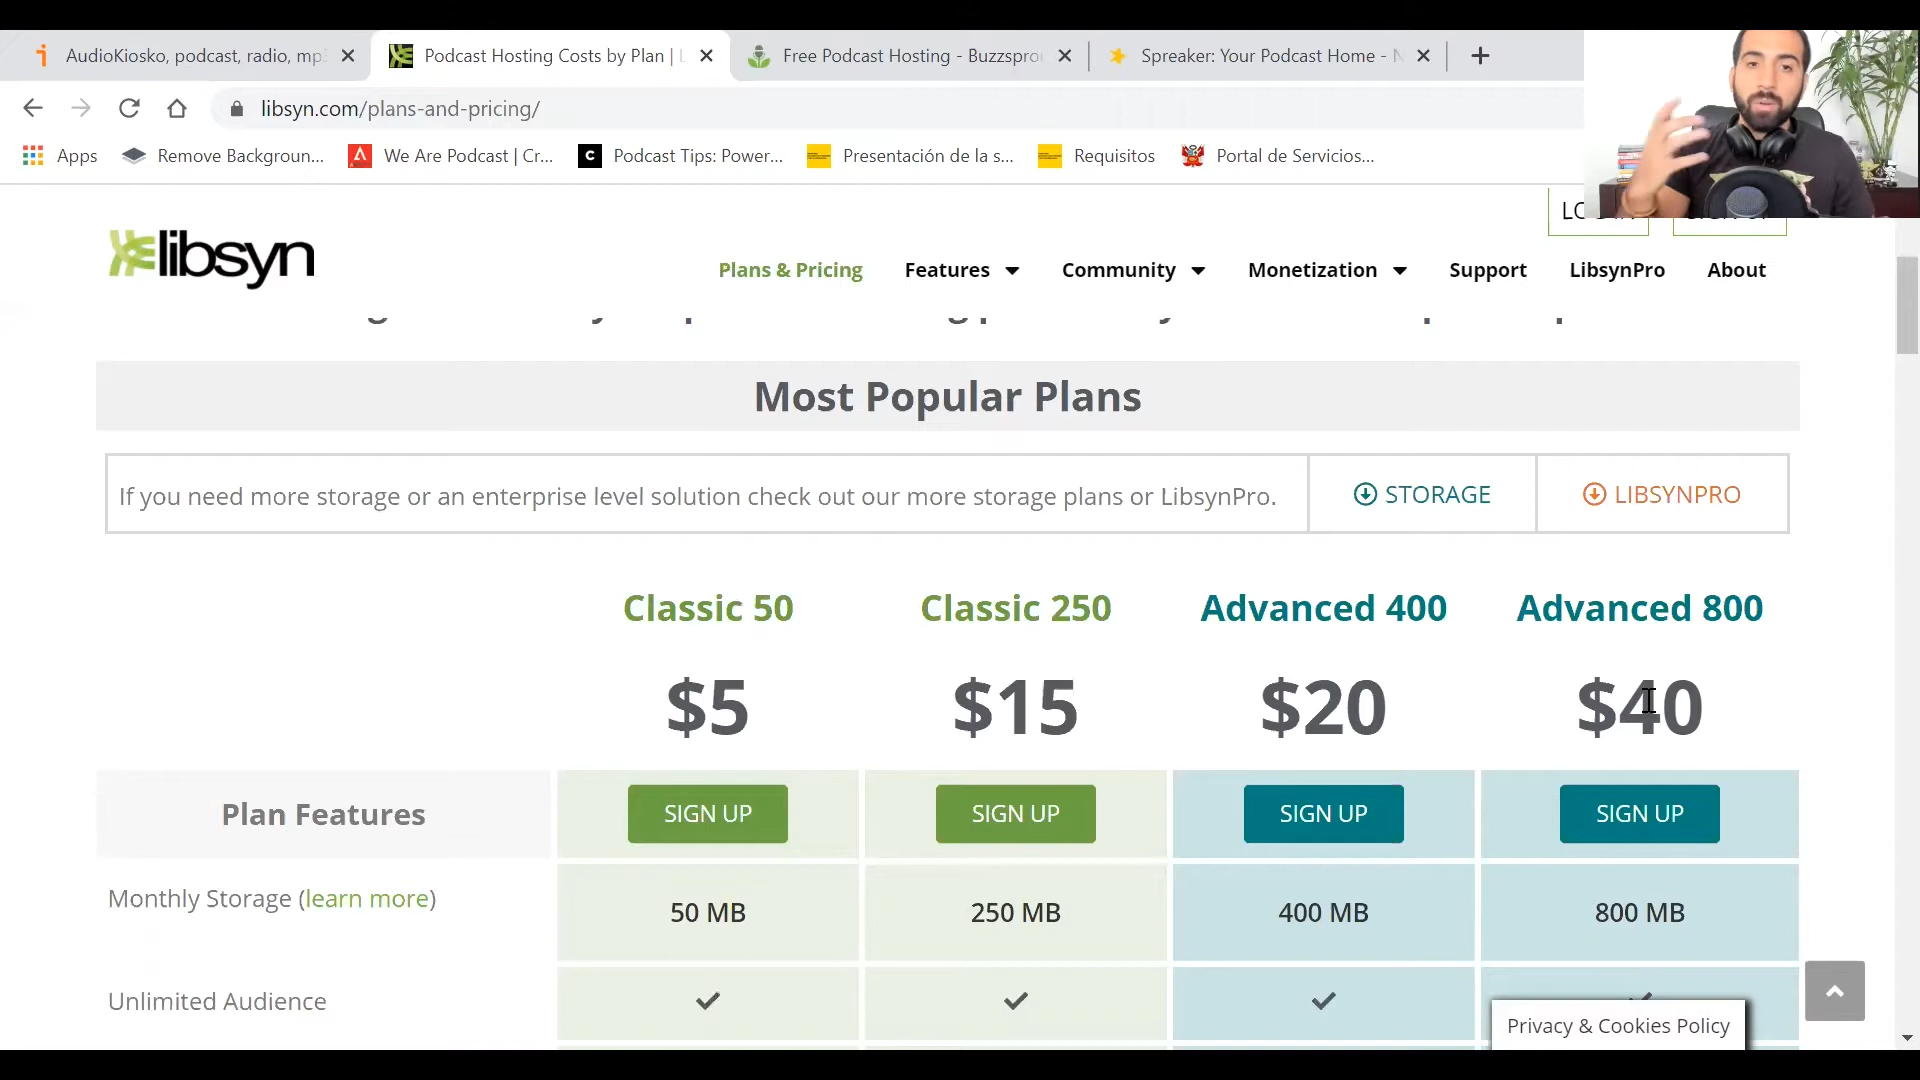 AudioKiosko, podcast, radio, mp
Podcast Hosting Costs by Plan |
Free Podcast Hosting - Buzzspro
Spreaker: Your Podcast Home - N
libsyn.com/plans-and-pricing/
Apps
Remove Backgroun...
We Are Podcast | Cr...
Podcast Tips: Power...
Presentación de la s...
Requisitos
Portal de Servicios...
libsyn
Plans & Pricing
Features
Community
Monetization
Support
LibsynPro
About
Most Popular Plans
If you need more storage or an enterprise level solution check out our more storage plans or LibsynPro.
STORAGE
LIBSYNPRO
Classic 50
Classic 250
Advanced 400
Advanced 800
$5
$15
$20
$40
Plan Features
SIGN UP
SIGN UP
SIGN UP
SIGN UP
Monthly Storage (learn more)
50 MB
250 MB
400 MB
800 MB
Unlimited Audience
Privacy & Cookies Policy